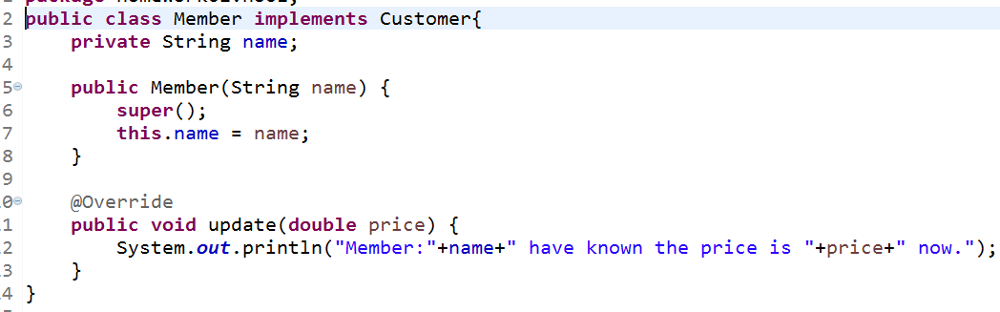 2 public class Member implements Customer{
3 private String name;
4
5 public Member(String name) {
6 super();
7 this.name = name;
8 }
9
0 @Override
1 public void update(double price) {
2 System.out.println("Member:"+name+" have known the price is "+price+" now.");
3 }
4 }